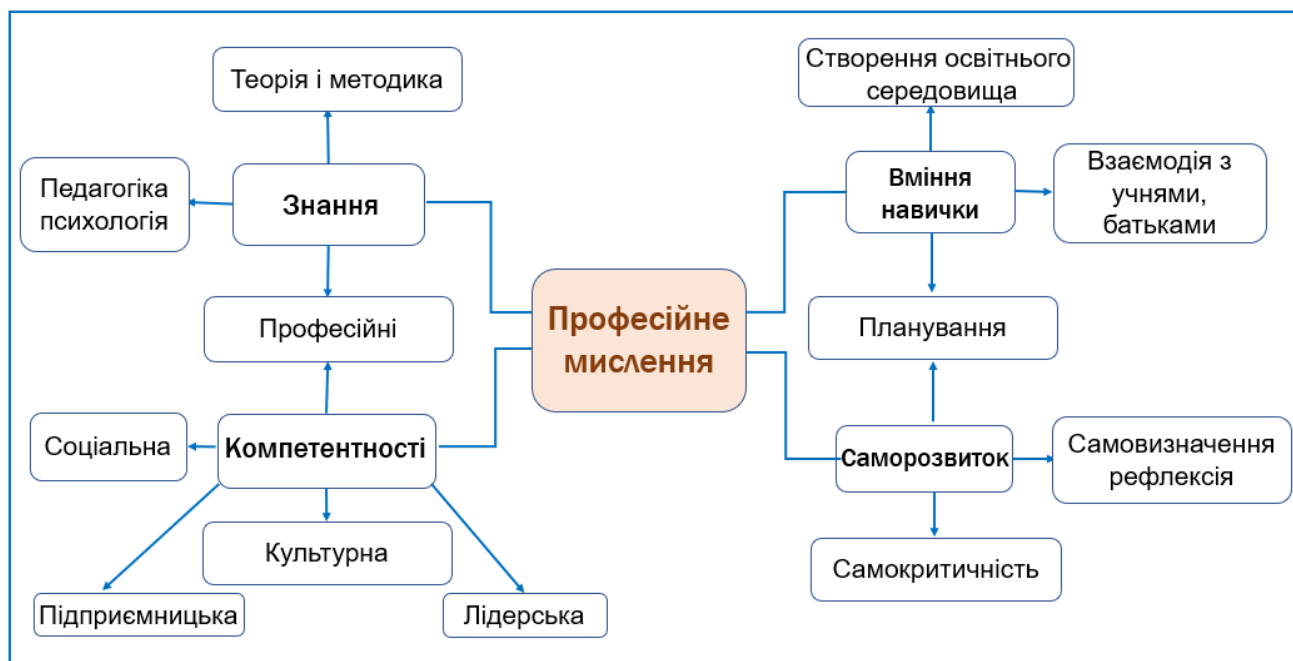 Теорія і методика
Створення освітнього
середовища
Педагогіка
психологія
Знання
Вміння
навички
Взаємодія з
учнями,
батьками
Професійні
Професійне
мислення
Планування
Соціальна
Компетентності
Саморозвиток
Самовизначення
рефлексія
Культурна
Самокритичність
Підприємницька
Лідерська